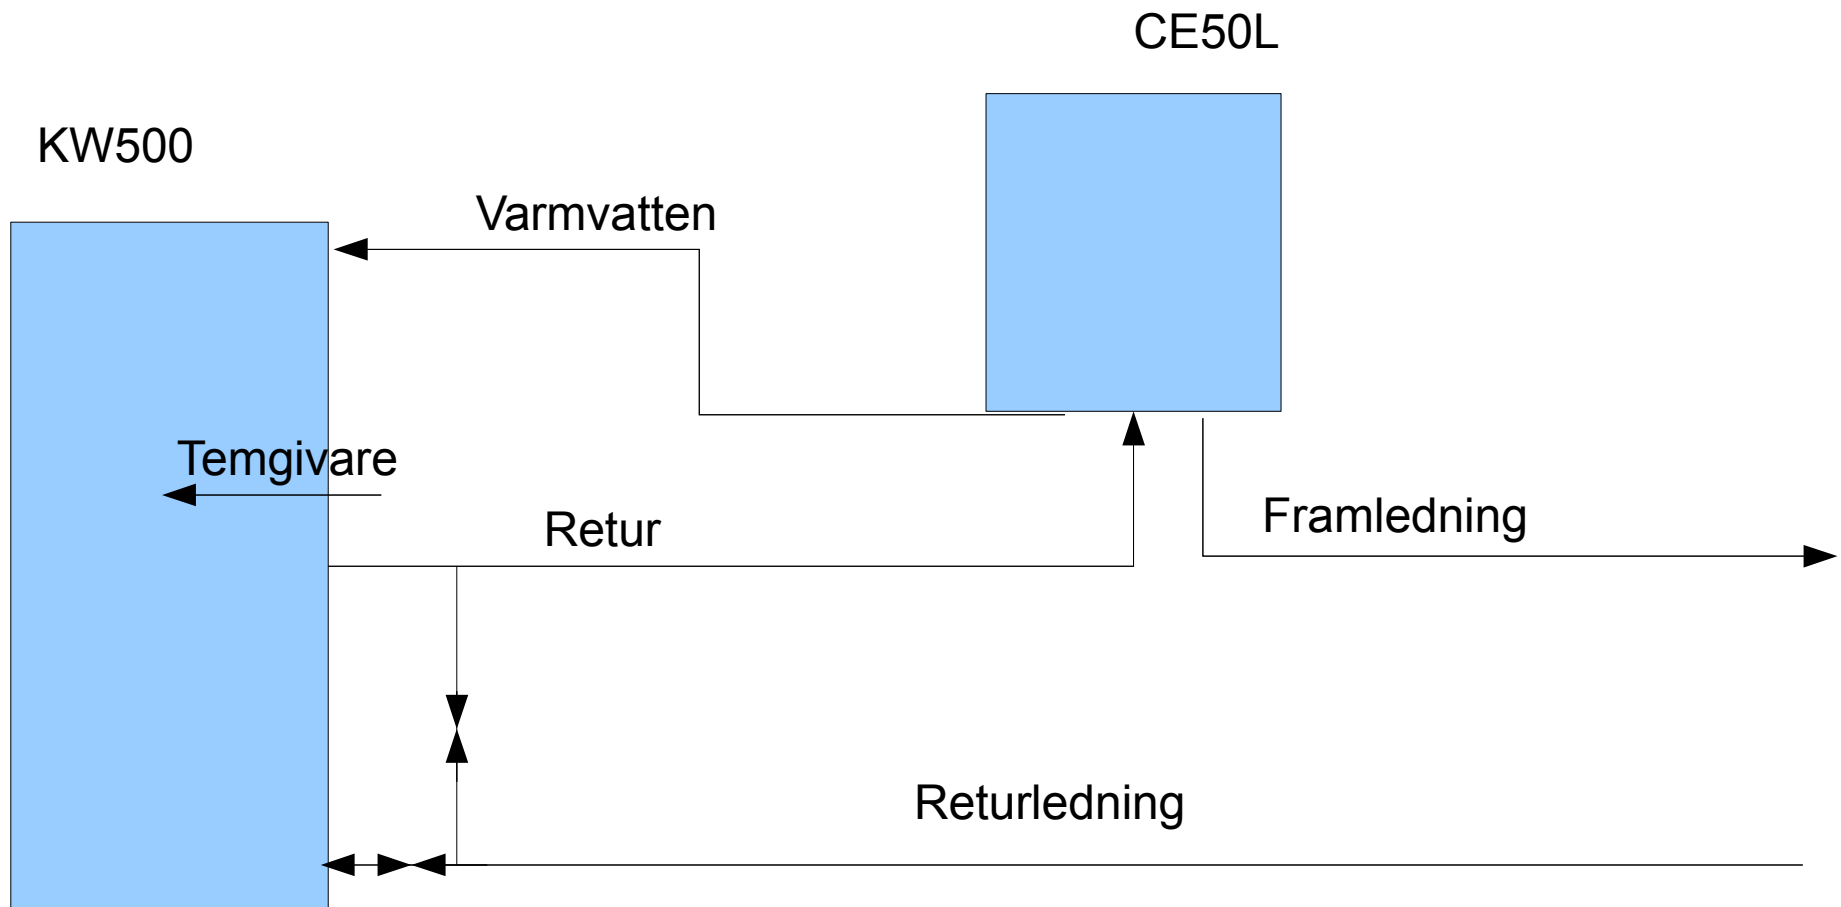 CE50L
KW500
Varmvatten
Temgivare
Retur
Framledning
Returledning